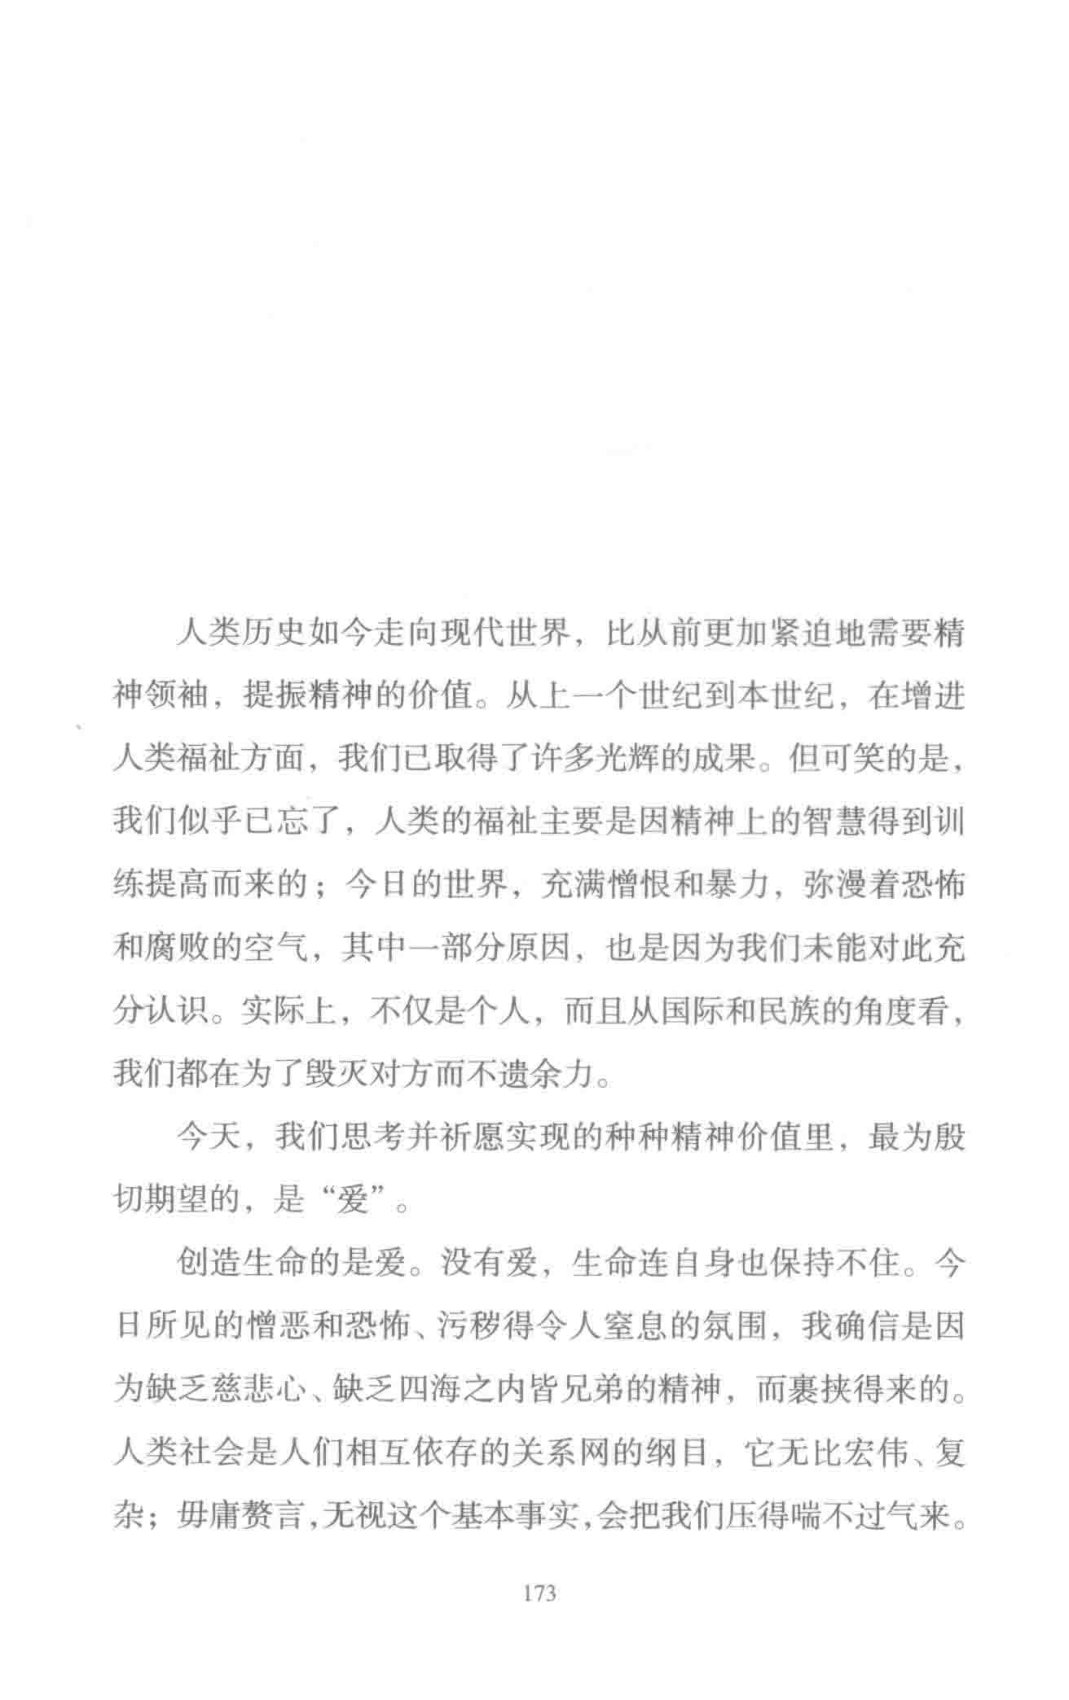 人类历史如今走向现代世界，比从前更加紧迫地需要精
神领袖，提振精神的价值。从上一个世纪到本世纪，在增进
人类福祉方面，我们已取得了许多光辉的成果。但可笑的是，
我们似乎已忘了，人类的福祉主要是因精神上的智慧得到训
练提高而来的；今日的世界，充满憎恨和暴力，弥漫着恐怖
和腐败的空气，其中一部分原因，也是因为我们未能对此充
分认识。实际上，不仅是个人，而且从国际和民族的角度看，
我们都在为了毁灭对方而不遗余力。
今天，我们思考并祈愿实现的种种精神价值里，最为殷
切期望的，是“爱”。
创造生命的是爱。没有爱，生命连自身也保持不住。今
日所见的憎恶和恐怖、污秽得令人窒息的氛围，我确信是因
为缺乏慈悲心、缺乏四海之内皆兄弟的精神，而裹挟得来的。
人类社会是人们相互依存的关系网的纲目，它无比宏伟、复
杂；毋庸赘言，无视这个基本事实，会把我们压得喘不过气来。
173